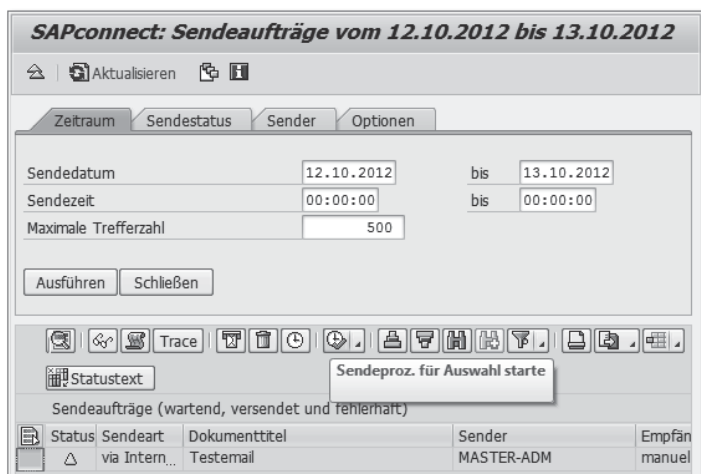 SAPconnect: Sendeaufträge vom 12.10.2012 bis 13.10.2012
Aktualisieren
Zeitraum Sendestatus Sender Optionen
Sendedatum 12.10.2012 bis 13.10.2012
Sendezeit 00:00:00 bis 00:00:00
Maximale Trefferzahl 500
Ausführen Schließen
Trace
Statustext
Sendeproz. für Auswahl starte
Sendeaufträge (wartend, versendet und fehlerhaft)
Status Sendeart Dokumenttitel Sender Empfän
via Intern... Testemail MASTER-ADM manuel